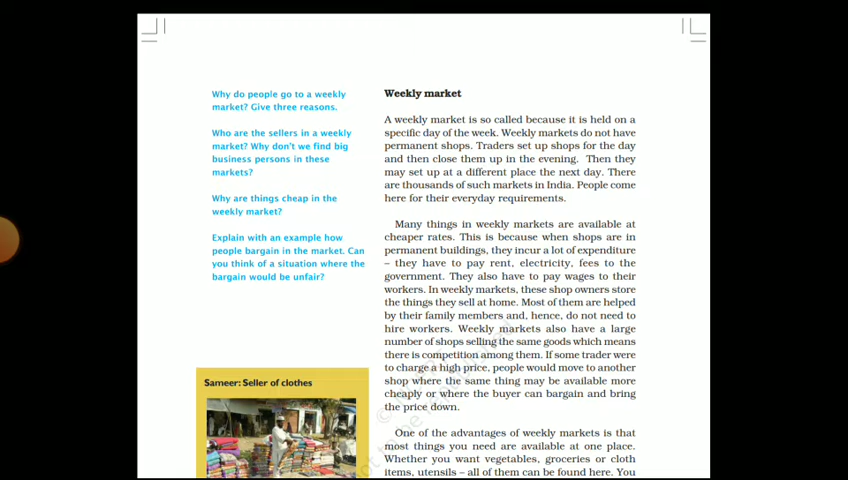 Why do people go to a weekly
market? Give three reasons.
Who are the sellers in a weekly
market? Why don't we find big
business persons in these
markets?
Why are things cheap in the
weekly market?
Explain with an example how
people bargain in the market. Can
you think of a situation where the
bargain would be unfair?
Sameer: Seller of clothes
Weekly market
A weekly market is so called because it is held on a
specific day of the week. Weekly markets do not have
permanent shops. Traders set up shops for the day
and then close them up in the evening. Then they
may set up at a different place the next day. There
are thousands of such markets in India. People come
here for their everyday requirements.
Many things in weekly markets are available at
cheaper rates. This is because when shops are in
permanent buildings, they incur a lot of expenditure
– they have to pay rent, electricity, fees to the
government. They also have to pay wages to their
workers. In weekly markets, these shop owners store
the things they sell at home. Most of them are helped
by their family members and, hence, do not need to
hire workers. Weekly markets also have a large
number of shops selling the same goods which means
there is competition among them. If some trader were
to charge a high price, people would move to another
shop where the same thing may be available more
cheaply or where the buyer can bargain and bring
the price down.
One of the advantages of weekly markets is that
most things you need are available at one place.
Whether you want vegetables, groceries or cloth
items, utensils – all of them can be found here. You